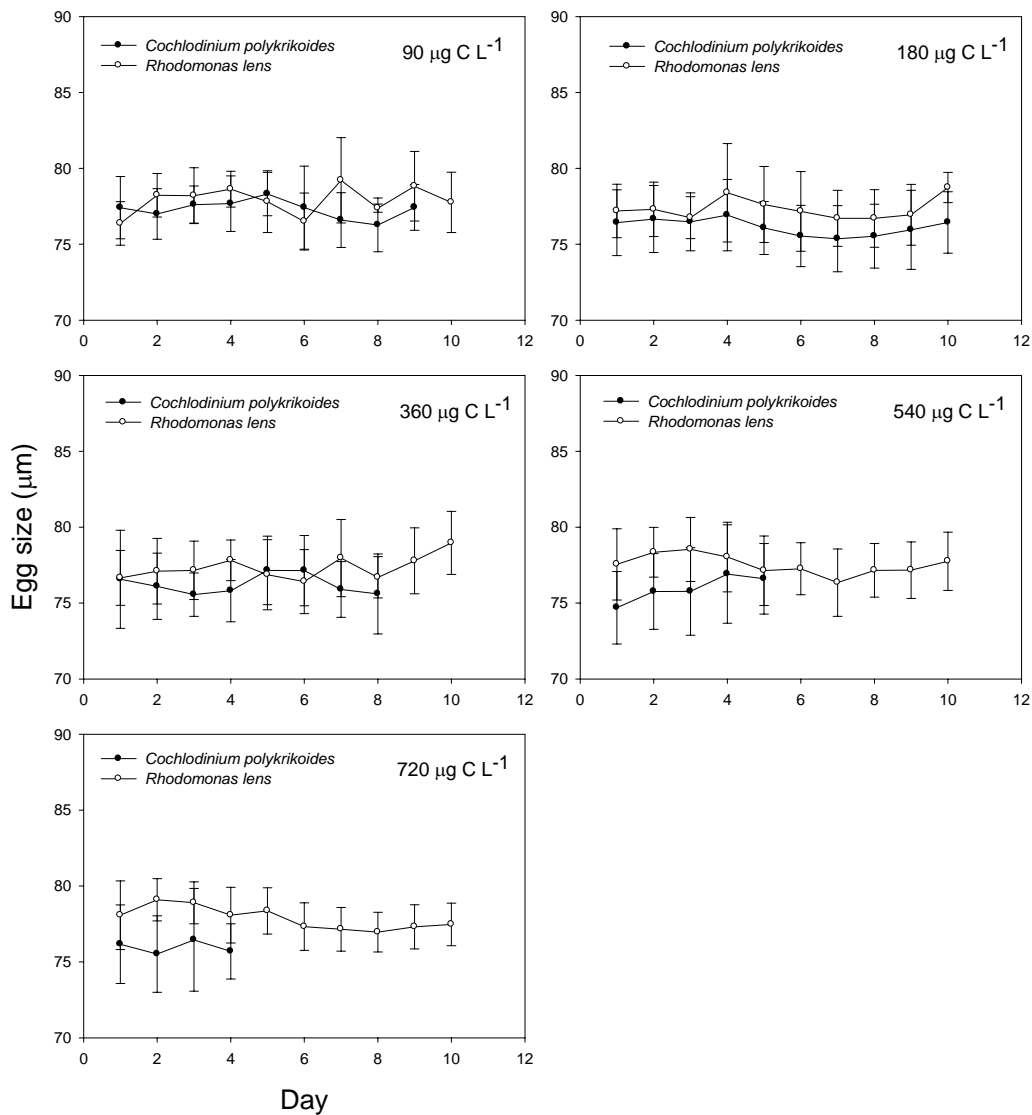 90
Cochlodinium polykrikoides
Rhodomonas lens
90 μg C L-1
85
80
75
70
0 2 4 6 8 10 12
90
Cochlodinium polykrikoides
Rhodomonas lens
180 μg C L-1
85
80
75
70
0 2 4 6 8 10 12
90
Cochlodinium polykrikoides
Rhodomonas lens
360 μg C L-1
85
80
75
70
0 2 4 6 8 10 12
90
Cochlodinium polykrikoides
Rhodomonas lens
540 μg C L-1
85
80
75
70
0 2 4 6 8 10 12
Egg size (μm)
90
Cochlodinium polykrikoides
Rhodomonas lens
720 μg C L-1
85
80
75
70
0 2 4 6 8 10 12
Day